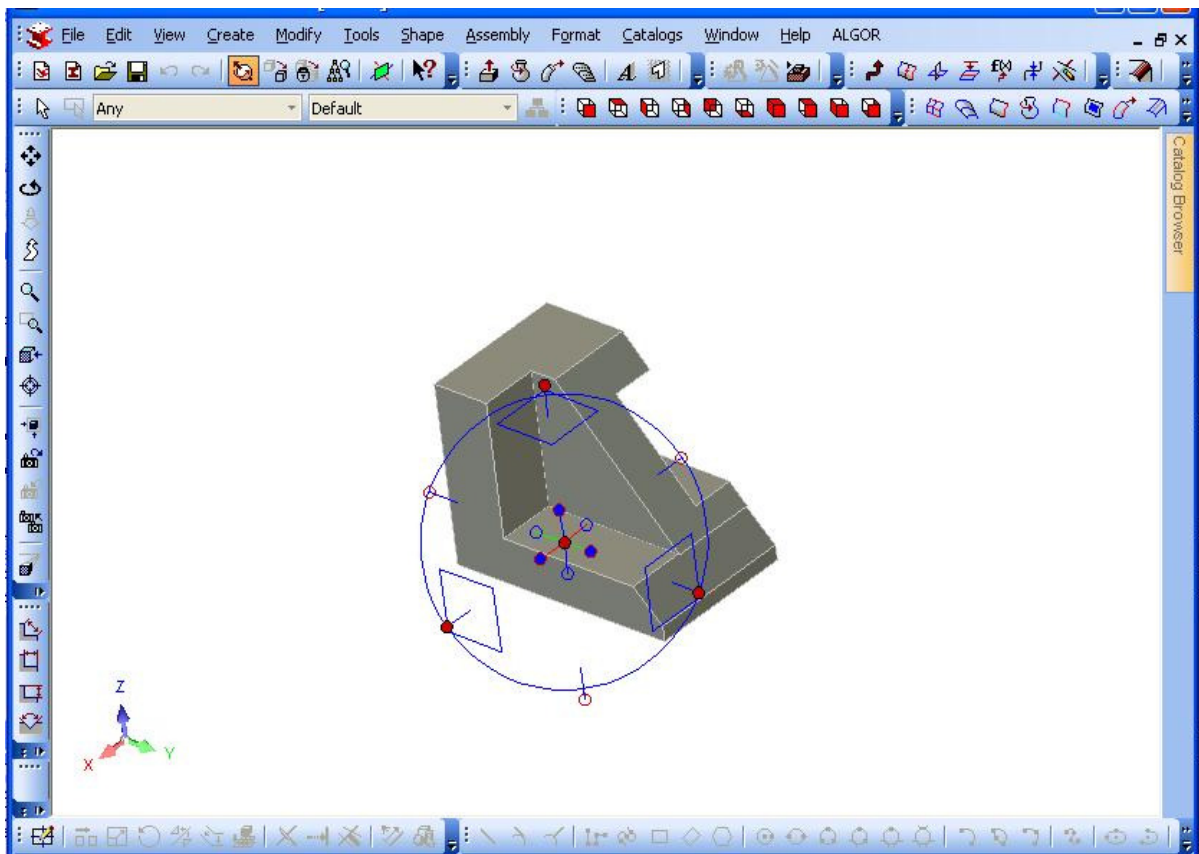 File Edit View Create Modify Tools Shape Assembly Format Catalogs Window Help ALGOR
Any Default
Catalog Browser
Z
X Y